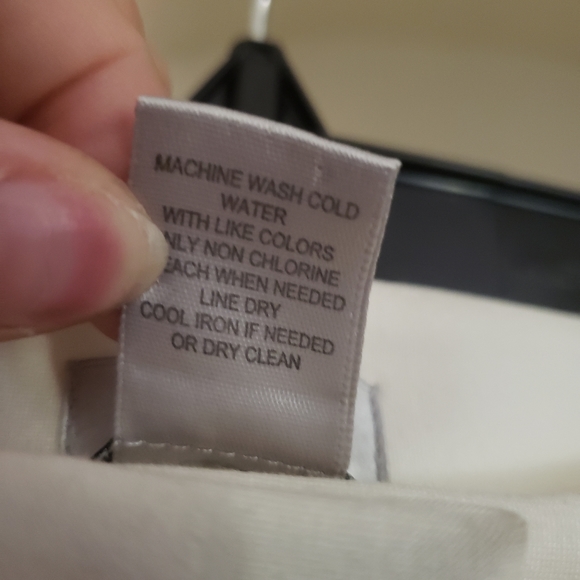 MACHINE WASH COLD
WATER
WITH LIKE COLORS
NLY NON CHLORINE
EACH WHEN NEEDED
LINE DRY
COOL IRON IF NEEDED
OR DRY CLEAN